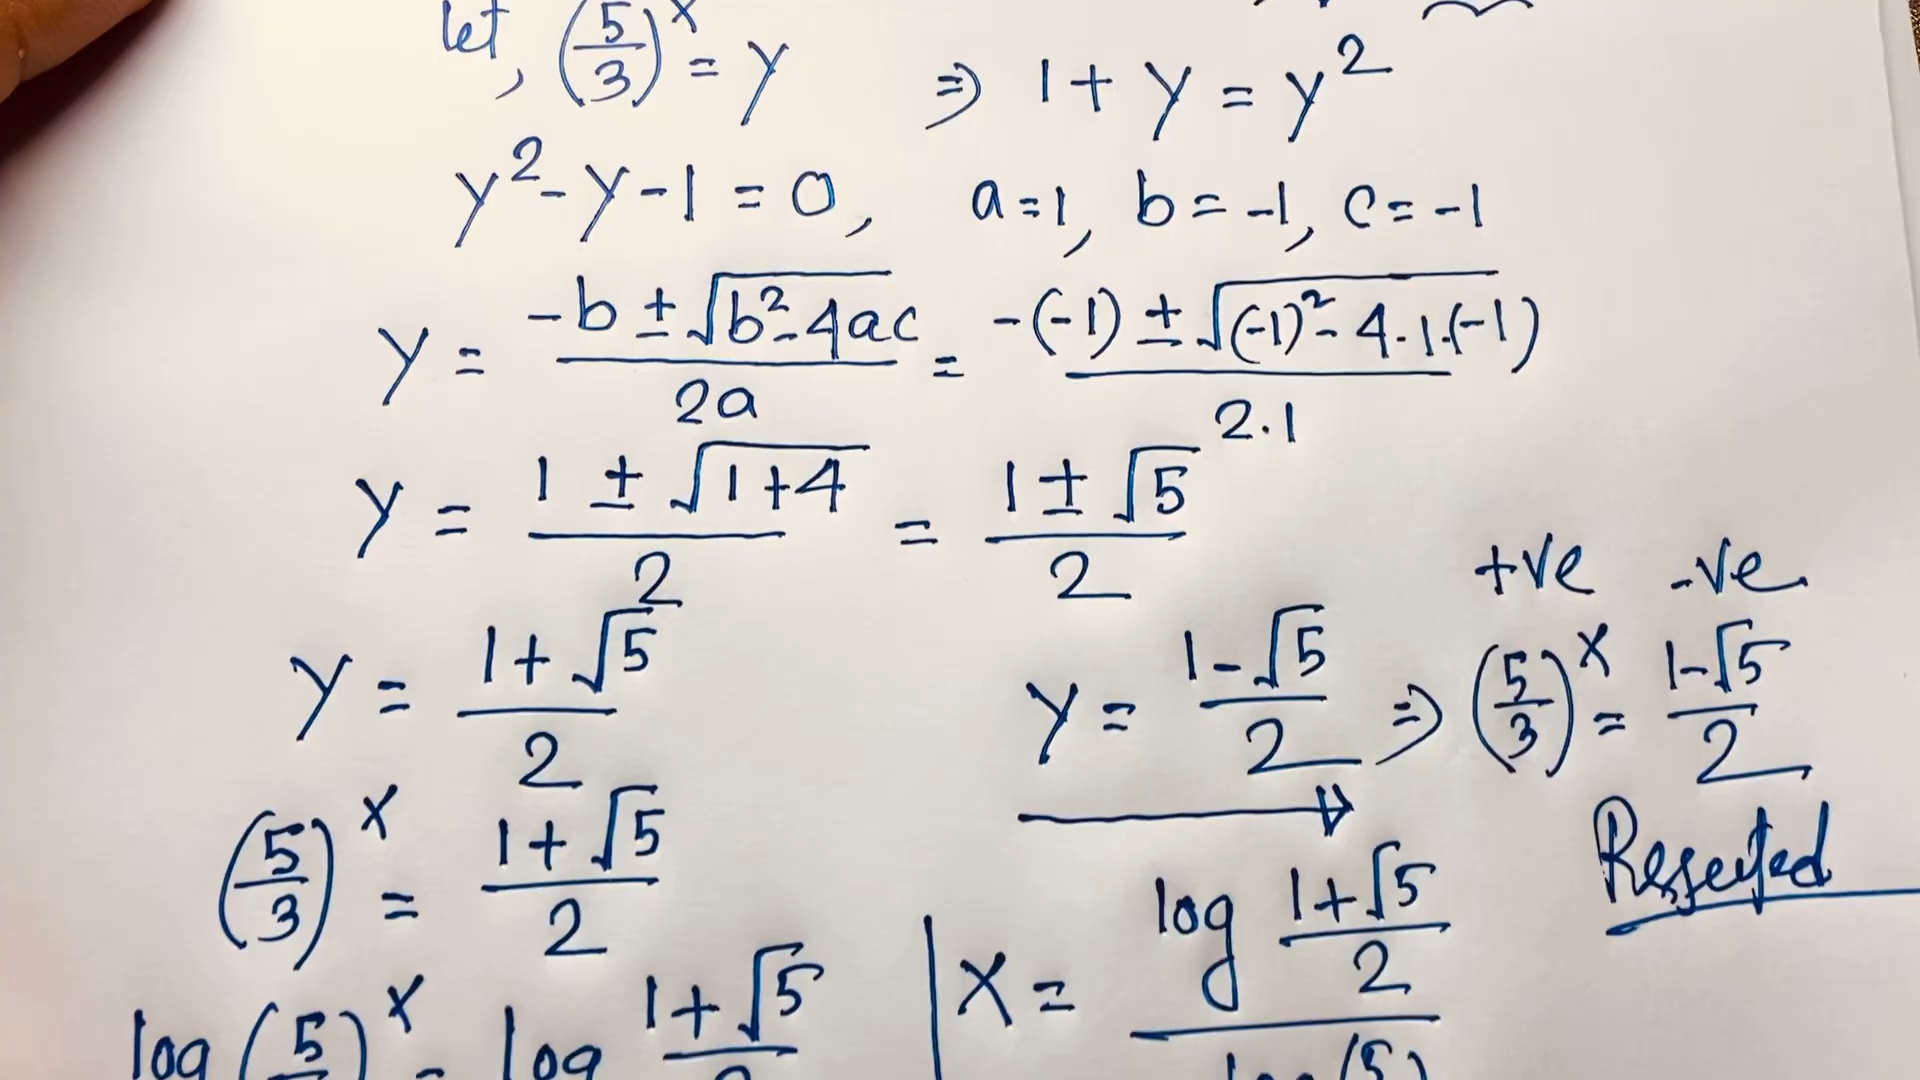 let, (5/3)^x = y ⇒ 1 + y = y²
y² - y - 1 = 0, a = 1, b = -1, c = -1
y = (-b ± √(b² - 4ac))/2a = (-(-1) ± √((-1)² - 4·1·(-1)))/2·1
y = (1 ± √(1+4))/2 = (1 ± √5)/2
+ve -ve
y = (1 + √5)/2 y = (1 - √5)/2 ⇒ (5/3)^x = (1 - √5)/2
Rejected
(5/3)^x = (1 + √5)/2
log (5/)^x = log (1 + √5)/2 | x = (log (1 + √5)/2)/(log (5))